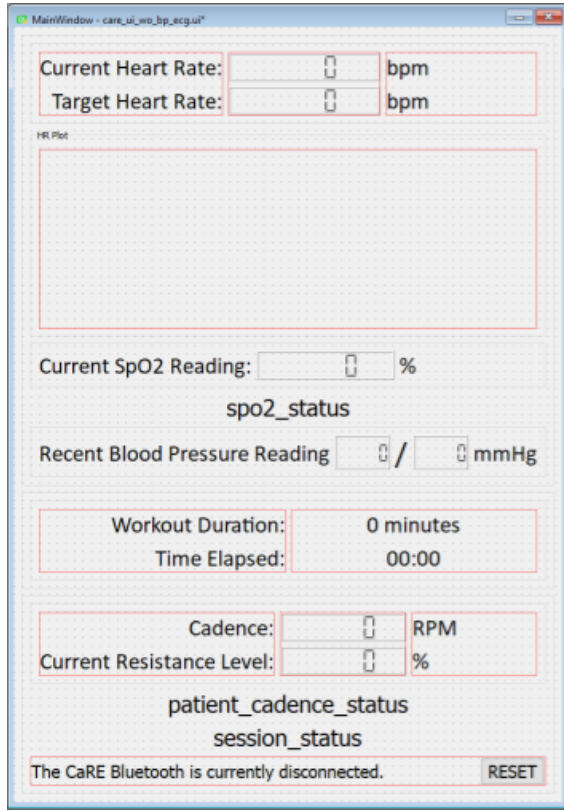 MainWindow - care_ui_wo_bp_ecg.ui*
Current Heart Rate: 0 bpm
Target Heart Rate: 0 bpm
HR Plot
Current SpO2 Reading: 0 %
spo2_status
Recent Blood Pressure Reading 0 / 0 mmHg
Workout Duration: 0 minutes
Time Elapsed: 00:00
Cadence: 0 RPM
Current Resistance Level: 0 %
patient_cadence_status
session_status
The CaRE Bluetooth is currently disconnected. RESET